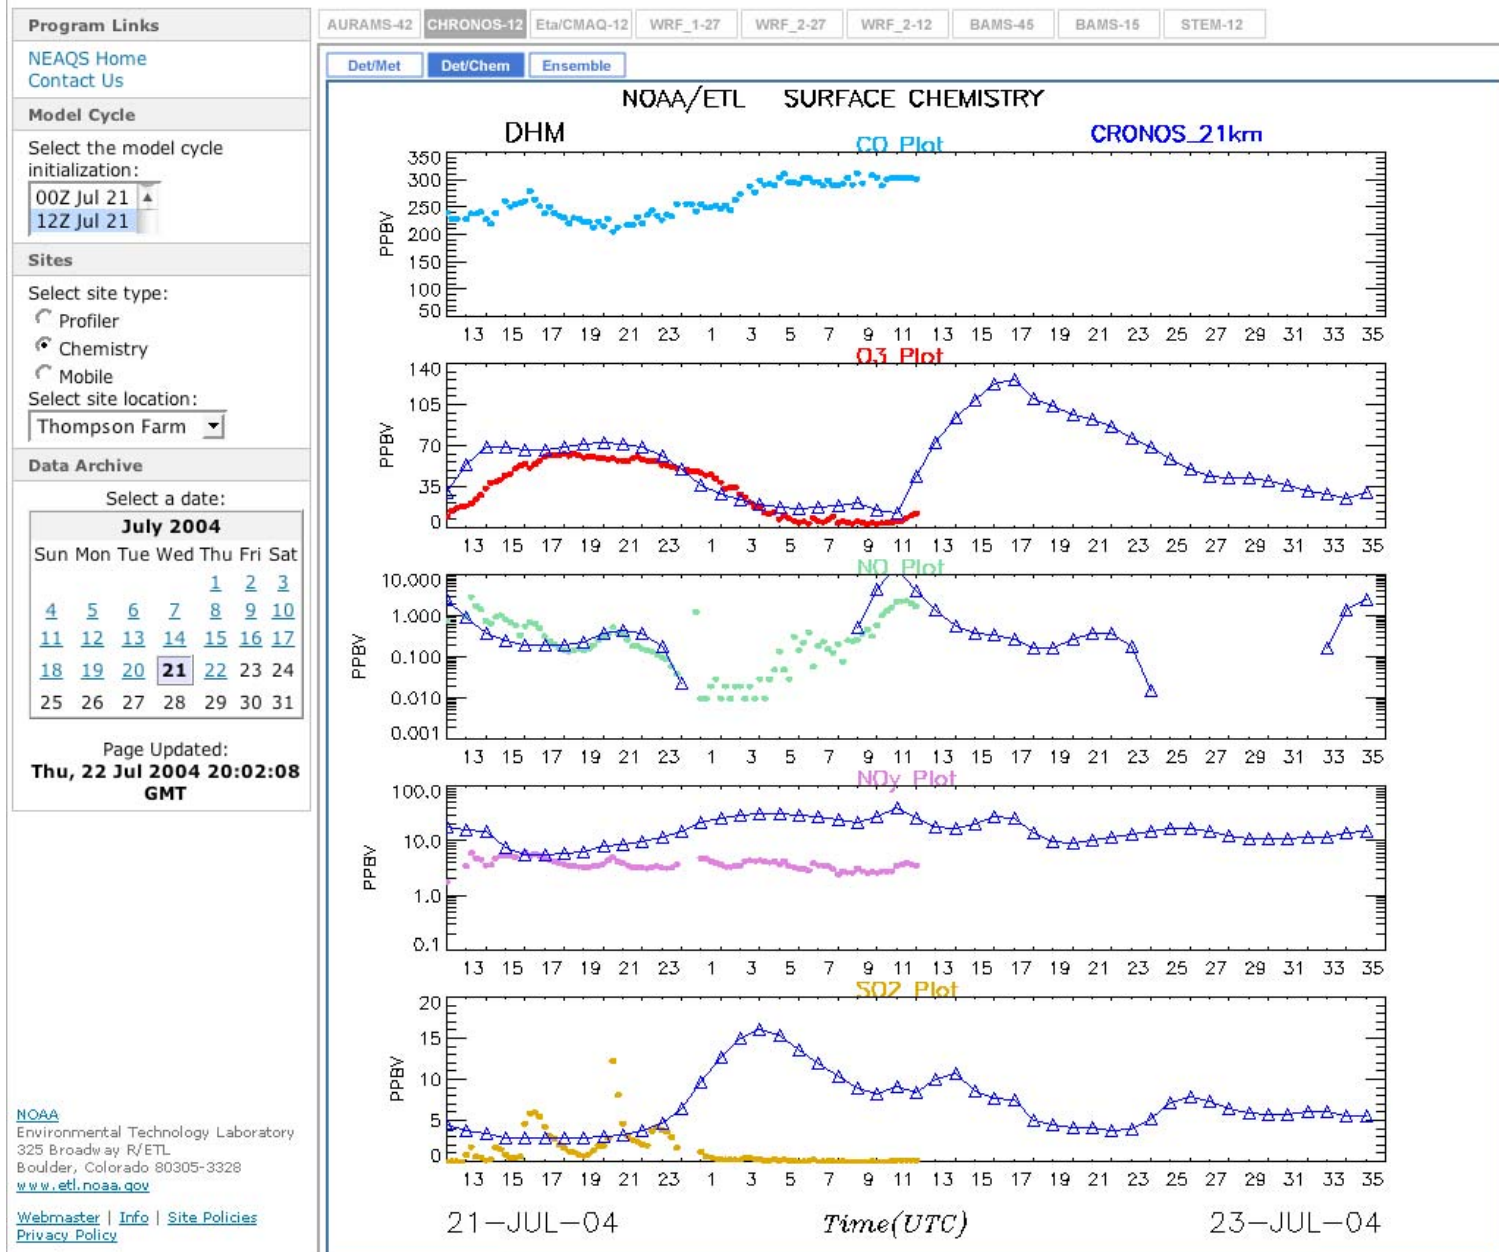 Program Links
NEAQS Home
Contact Us
Model Cycle
Select the model cycle
initialization:
00Z Jul 21
12Z Jul 21
Sites
Select site type:
Profiler
Chemistry
Mobile
Select site location:
Thompson Farm
Data Archive
Select a date:
July 2004
Sun Mon Tue Wed Thu Fri Sat
1 2 3
4 5 6 7 8 9 10
11 12 13 14 15 16 17
18 19 20 21 22 23 24
25 26 27 28 29 30 31
Page Updated:
Thu, 22 Jul 2004 20:02:08
GMT
NOAA
Environmental Technology Laboratory
325 Broadway R/ETL
Boulder, Colorado 80305-3328
www.etl.noaa.gov
Webmaster | Info | Site Policies
Privacy Policy
AURAMS-42 CHRONOS-12 Eta/CMAQ-12 WRF_1-27 WRF_2-27 WRF_2-12 BAMS-45 BAMS-15 STEM-12
Det/Met Det/Chem Ensemble
NOAA/ETL SURFACE CHEMISTRY
DHM CRONOS_21km
CO Plot
PPBV
350
300
250
200
150
100
50
13 15 17 19 21 23 1 3 5 7 9 11 13 15 17 19 21 23 25 27 29 31 33 35
O3 Plot
PPBV
140
105
70
35
0
13 15 17 19 21 23 1 3 5 7 9 11 13 15 17 19 21 23 25 27 29 31 33 35
NO Plot
PPBV
10.000
1.000
0.100
0.010
0.001
13 15 17 19 21 23 1 3 5 7 9 11 13 15 17 19 21 23 25 27 29 31 33 35
NOy Plot
PPBV
100.0
10.0
1.0
0.1
13 15 17 19 21 23 1 3 5 7 9 11 13 15 17 19 21 23 25 27 29 31 33 35
SO2 Plot
PPBV
20
15
10
5
0
13 15 17 19 21 23 1 3 5 7 9 11 13 15 17 19 21 23 25 27 29 31 33 35
21-JUL-04 Time(UTC) 23-JUL-04